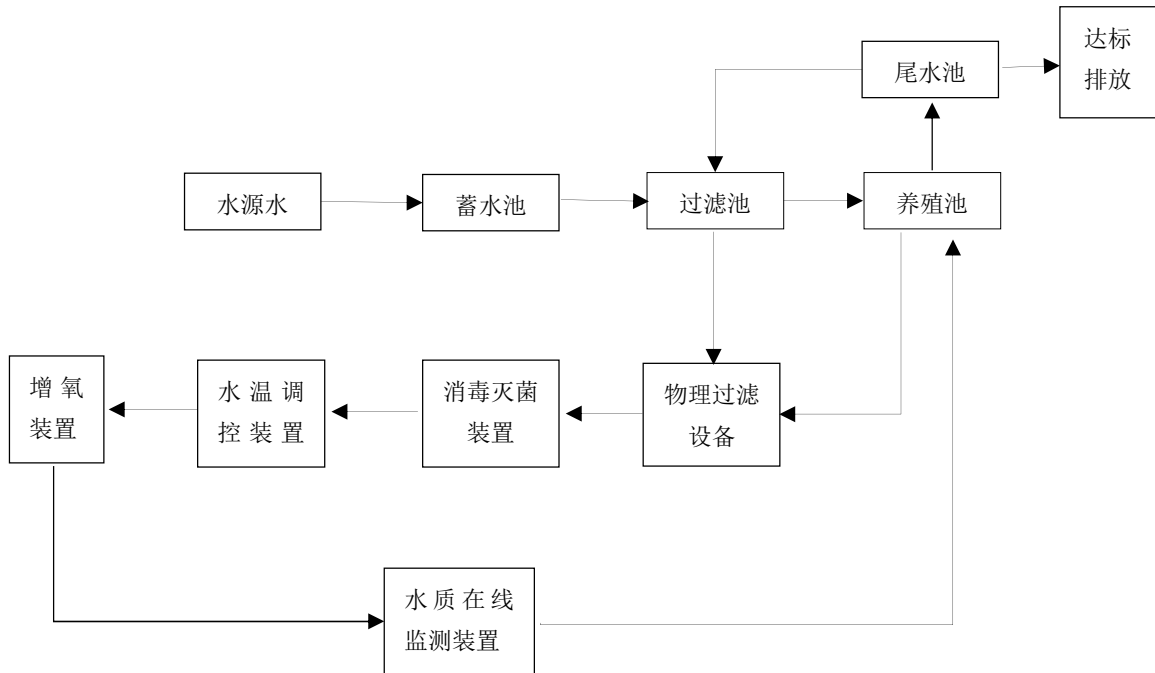 达标
排放
尾水池
水源水
蓄水池
过滤池
养殖池
增氧
装置
水温调
控装置
消毒灭菌
装置
物理过滤
设备
水质在线
监测装置